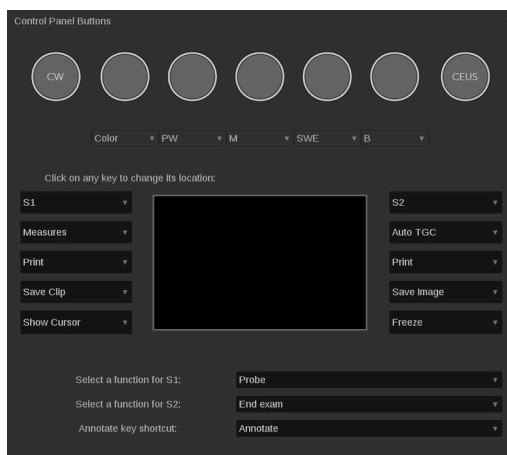 Control Panel Buttons
CW CEUS
Color PW M SWE B
Click on any key to change its location:
S1 S2
Measures Auto TGC
Print Print
Save Clip Save Image
Show Cursor Freeze
Select a function for S1: Probe
Select a function for S2: End exam
Annotate key shortcut: Annotate